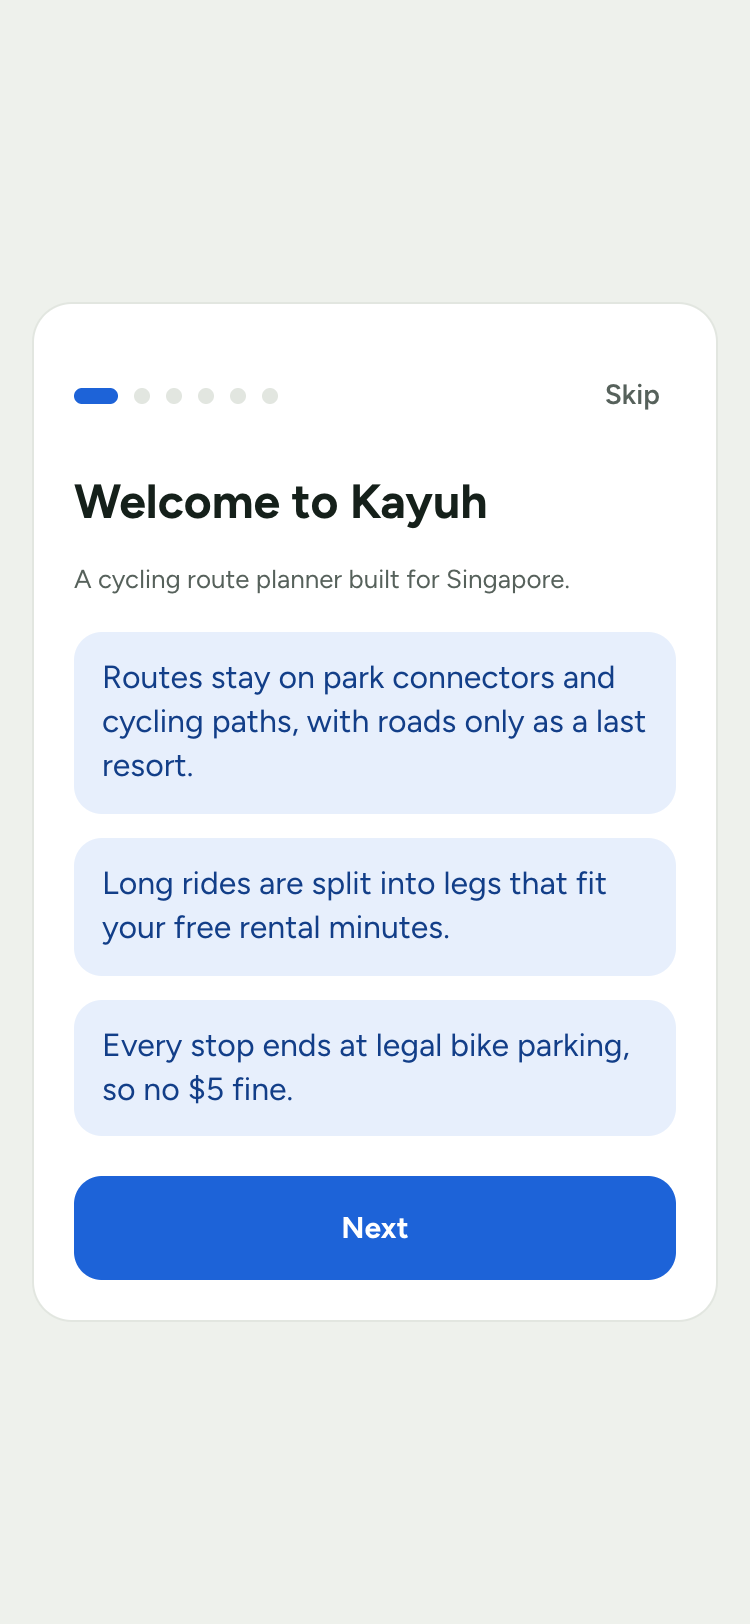 Skip
Welcome to Kayuh
A cycling route planner built for Singapore.
Routes stay on park connectors and
cycling paths, with roads only as a last
resort.
Long rides are split into legs that fit
your free rental minutes.
Every stop ends at legal bike parking,
so no $5 fine.
Next